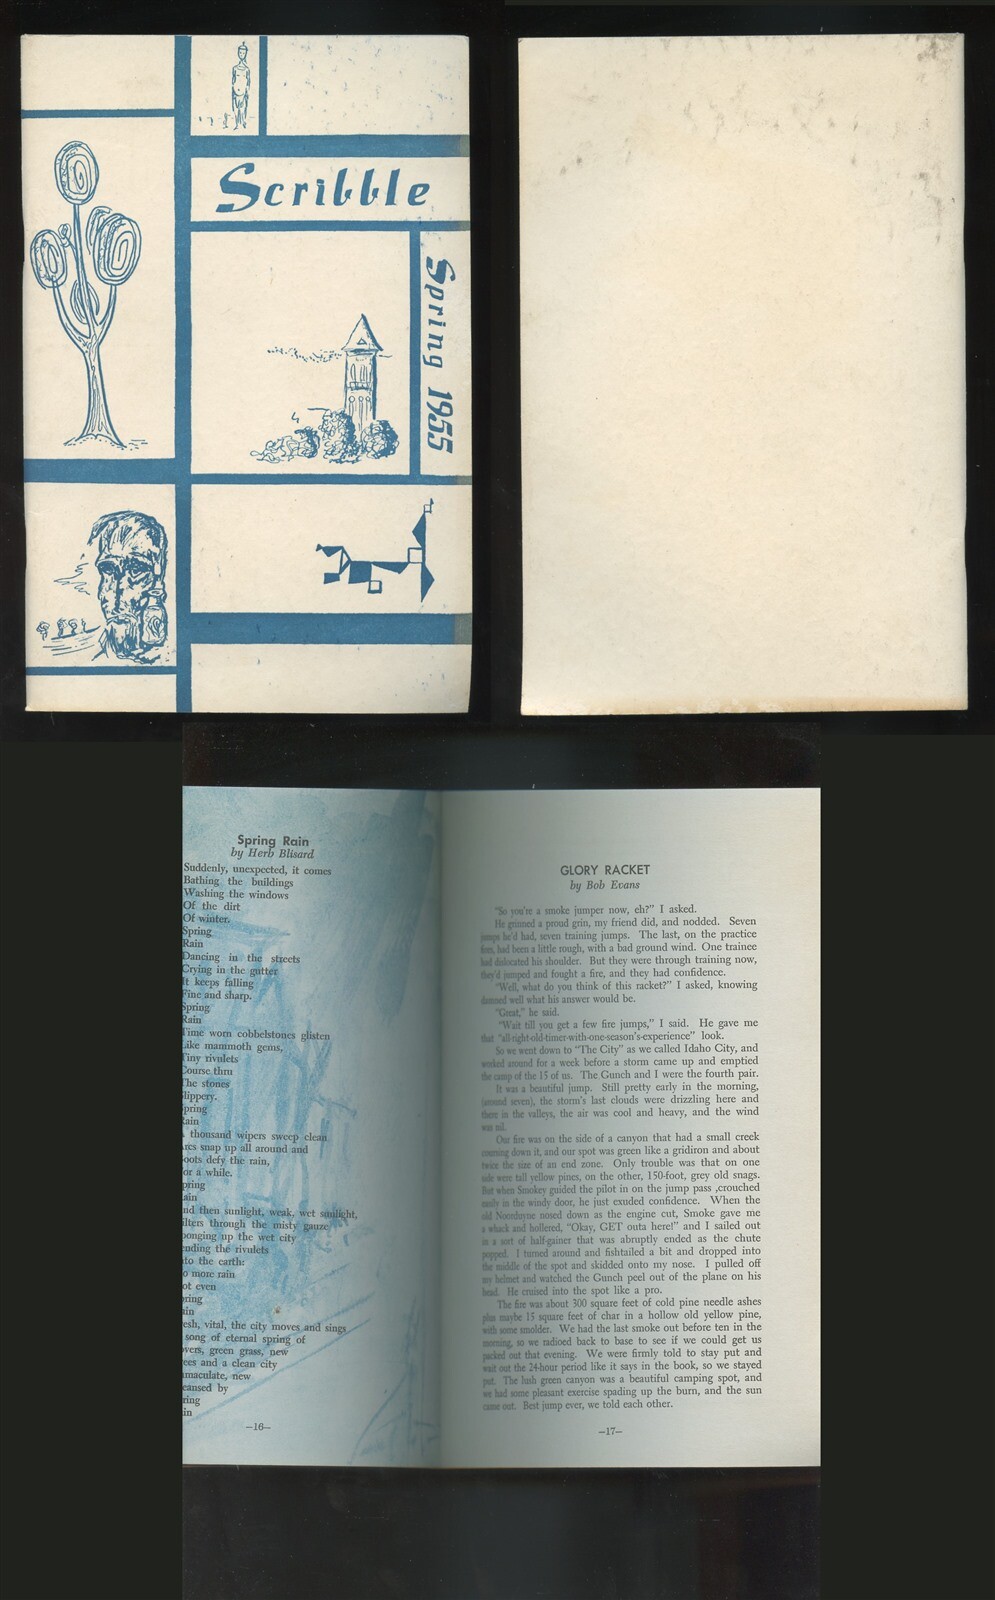 Scribble
Spring 1955
Spring Rain
by Herb Blisard
Suddenly, unexpected, it comes
Bathing the buildings
Washing the windows
Of the dirt
Of winter.
Spring
Rain
Dancing in the streets
Crying in the gutter
It keeps falling
Fine and sharp.
Spring
Rain
Time worn cobbelstones glisten
Like mammoth gems,
Tiny rivulets
Course thru
The stones
lippery.
pring
ain
thousand wipers sweep clean
rcs snap up all around and
oots defy the rain,
or a while.
pring
ain
nd then sunlight, weak, wet sunlight,
ilters through the misty gauze
ponging up the wet city
ending the rivulets
to the earth:
o more rain
ot even
ring
ain
esh, vital, the city moves and sings
song of eternal spring of
overs, green grass, new
ees and a clean city
maculate, new
eansed by
ring
in
—16—
GLORY RACKET
by Bob Evans
"So you're a smoke jumper now, eh?" I asked.
He grinned a proud grin, my friend did, and nodded. Seven
jumps he'd had, seven training jumps. The last, on the practice
fires, had been a little rough, with a bad ground wind. One trainee
had dislocated his shoulder. But they were through training now,
they'd jumped and fought a fire, and they had confidence.
"Well, what do you think of this racket?" I asked, knowing
damned well what his answer would be.
"Great," he said.
"Wait till you get a few fire jumps," I said. He gave me
that "all-right-old-timer-with-one-season's-experience" look.
So we went down to "The City" as we called Idaho City, and
worked around for a week before a storm came up and emptied
the camp of the 15 of us. The Gunch and I were the fourth pair.
It was a beautiful jump. Still pretty early in the morning,
(around seven), the storm's last clouds were drizzling here and
there in the valleys, the air was cool and heavy, and the wind
was nil.
Our fire was on the side of a canyon that had a small creek
coursing down it, and our spot was green like a gridiron and about
twice the size of an end zone. Only trouble was that on one
side were tall yellow pines, on the other, 150-foot, grey old snags.
But when Smokey guided the pilot in on the jump pass ,crouched
easily in the windy door, he just exuded confidence. When the
old Noorduyne nosed down as the engine cut, Smoke gave me
a whack and hollered, "Okay, GET outa here!" and I sailed out
in a sort of half-gainer that was abruptly ended as the chute
popped. I turned around and fishtailed a bit and dropped into
the middle of the spot and skidded onto my nose. I pulled off
my helmet and watched the Gunch peel out of the plane on his
head. He cruised into the spot like a pro.
The fire was about 300 square feet of cold pine needle ashes
plus maybe 15 square feet of char in a hollow old yellow pine,
with some smolder. We had the last smoke out before ten in the
morning, so we radioed back to base to see if we could get us
packed out that evening. We were firmly told to stay put and
wait out the 24-hour period like it says in the book, so we stayed
put. The lush green canyon was a beautiful camping spot, and
we had some pleasant exercise spading up the burn, and the sun
came out. Best jump ever, we told each other.
—17—